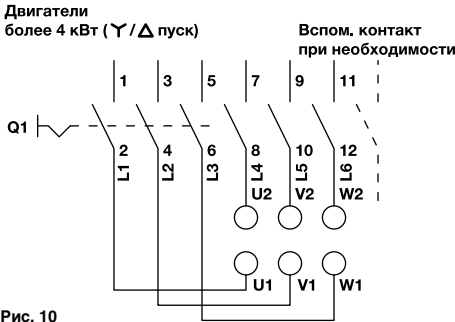 Двигатели
более 4 кВт (Y/Δ пуск)
Вспом. контакт
при необходимости
1 3 5 7 9 11
Q1
2 4 6 8 10 12
L1 L2 L3 L4 L5 L6
U2 V2 W2
U1 V1 W1
Рис. 10